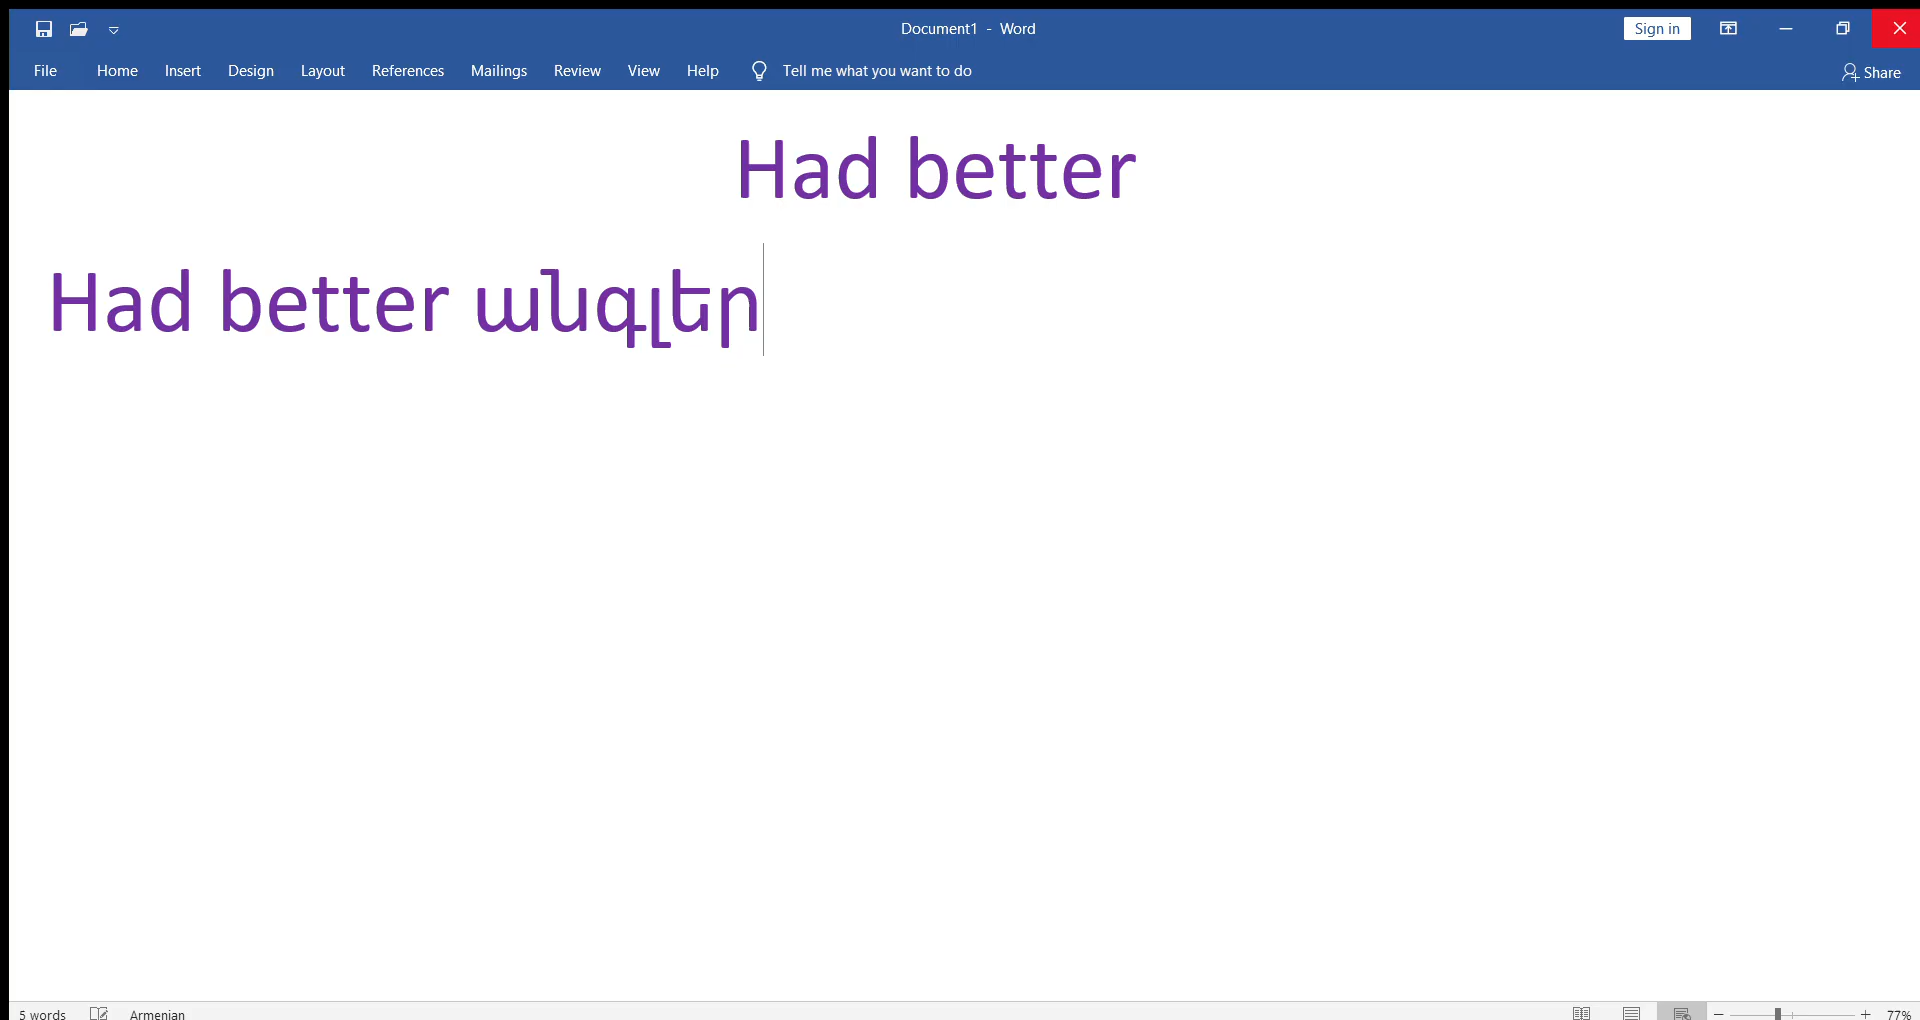 Document1 - Word
Sign in
File Home Insert Design Layout References Mailings Review View Help Tell me what you want to do
Share
Had better
Had better անգլեր
5 words Armenian 77%